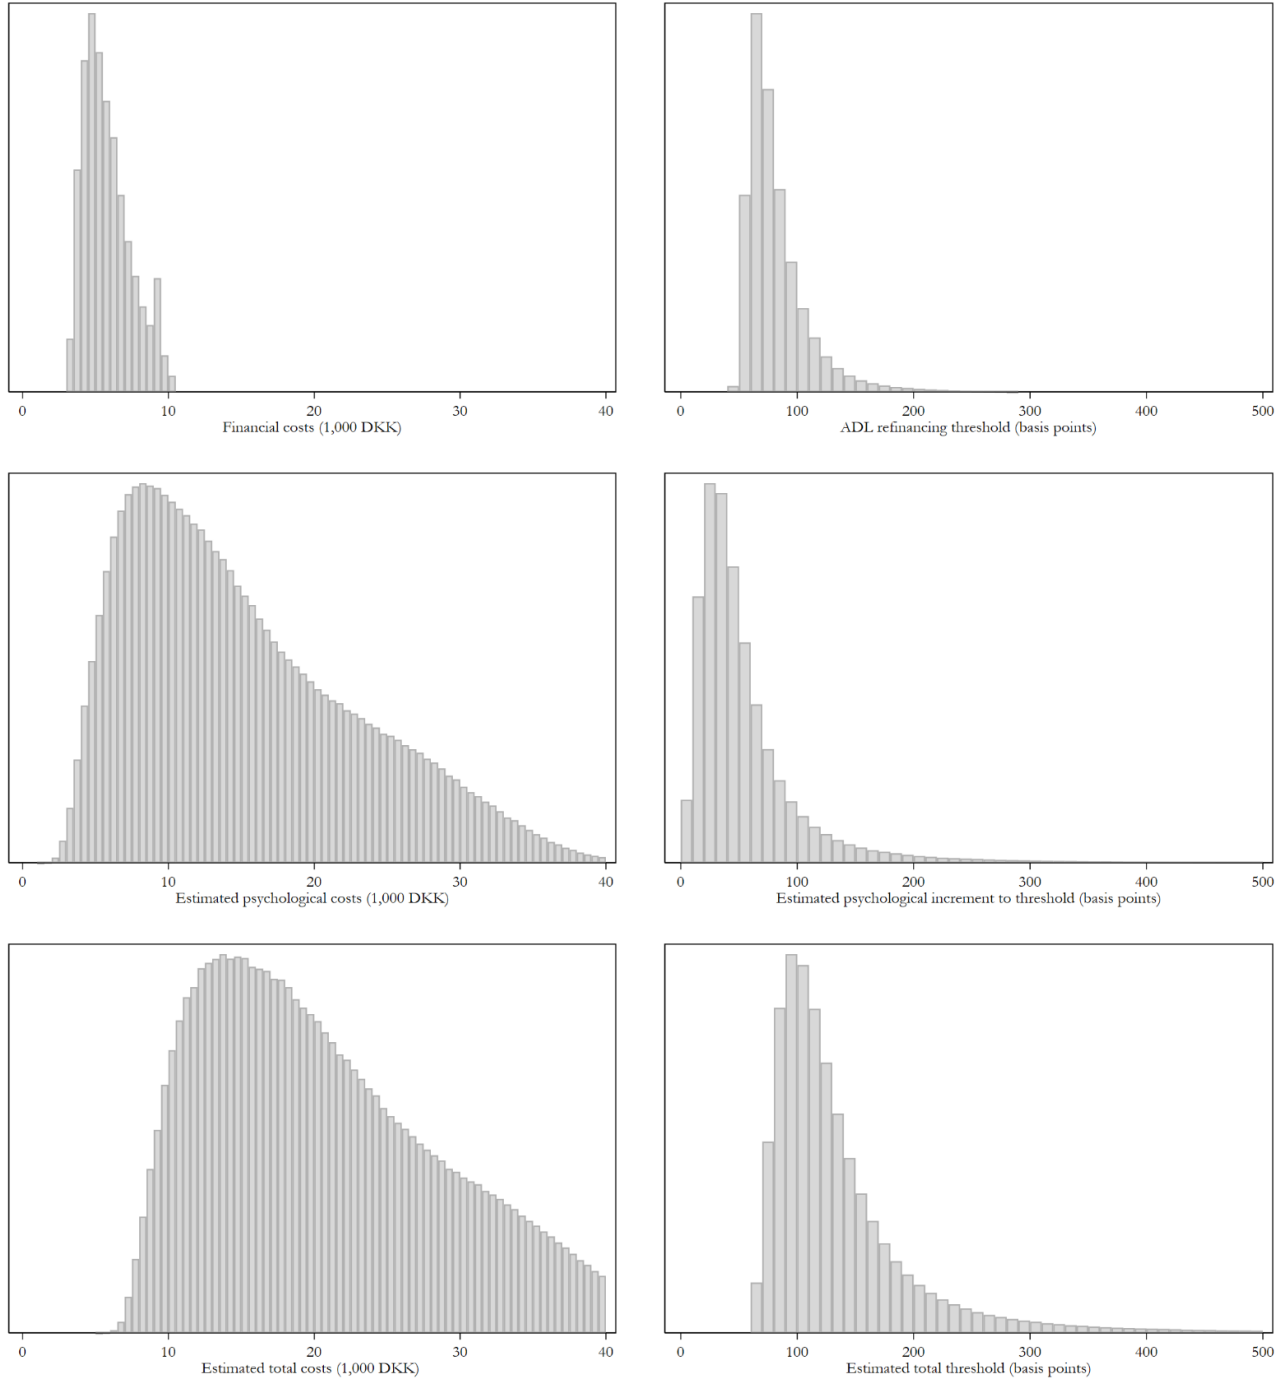 0 10 20 30 40
Financial costs (1,000 DKK)
0 100 200 300 400 500
ADL refinancing threshold (basis points)
0 10 20 30 40
Estimated psychological costs (1,000 DKK)
0 100 200 300 400 500
Estimated psychological increment to threshold (basis points)
0 10 20 30 40
Estimated total costs (1,000 DKK)
0 100 200 300 400 500
Estimated total threshold (basis points)